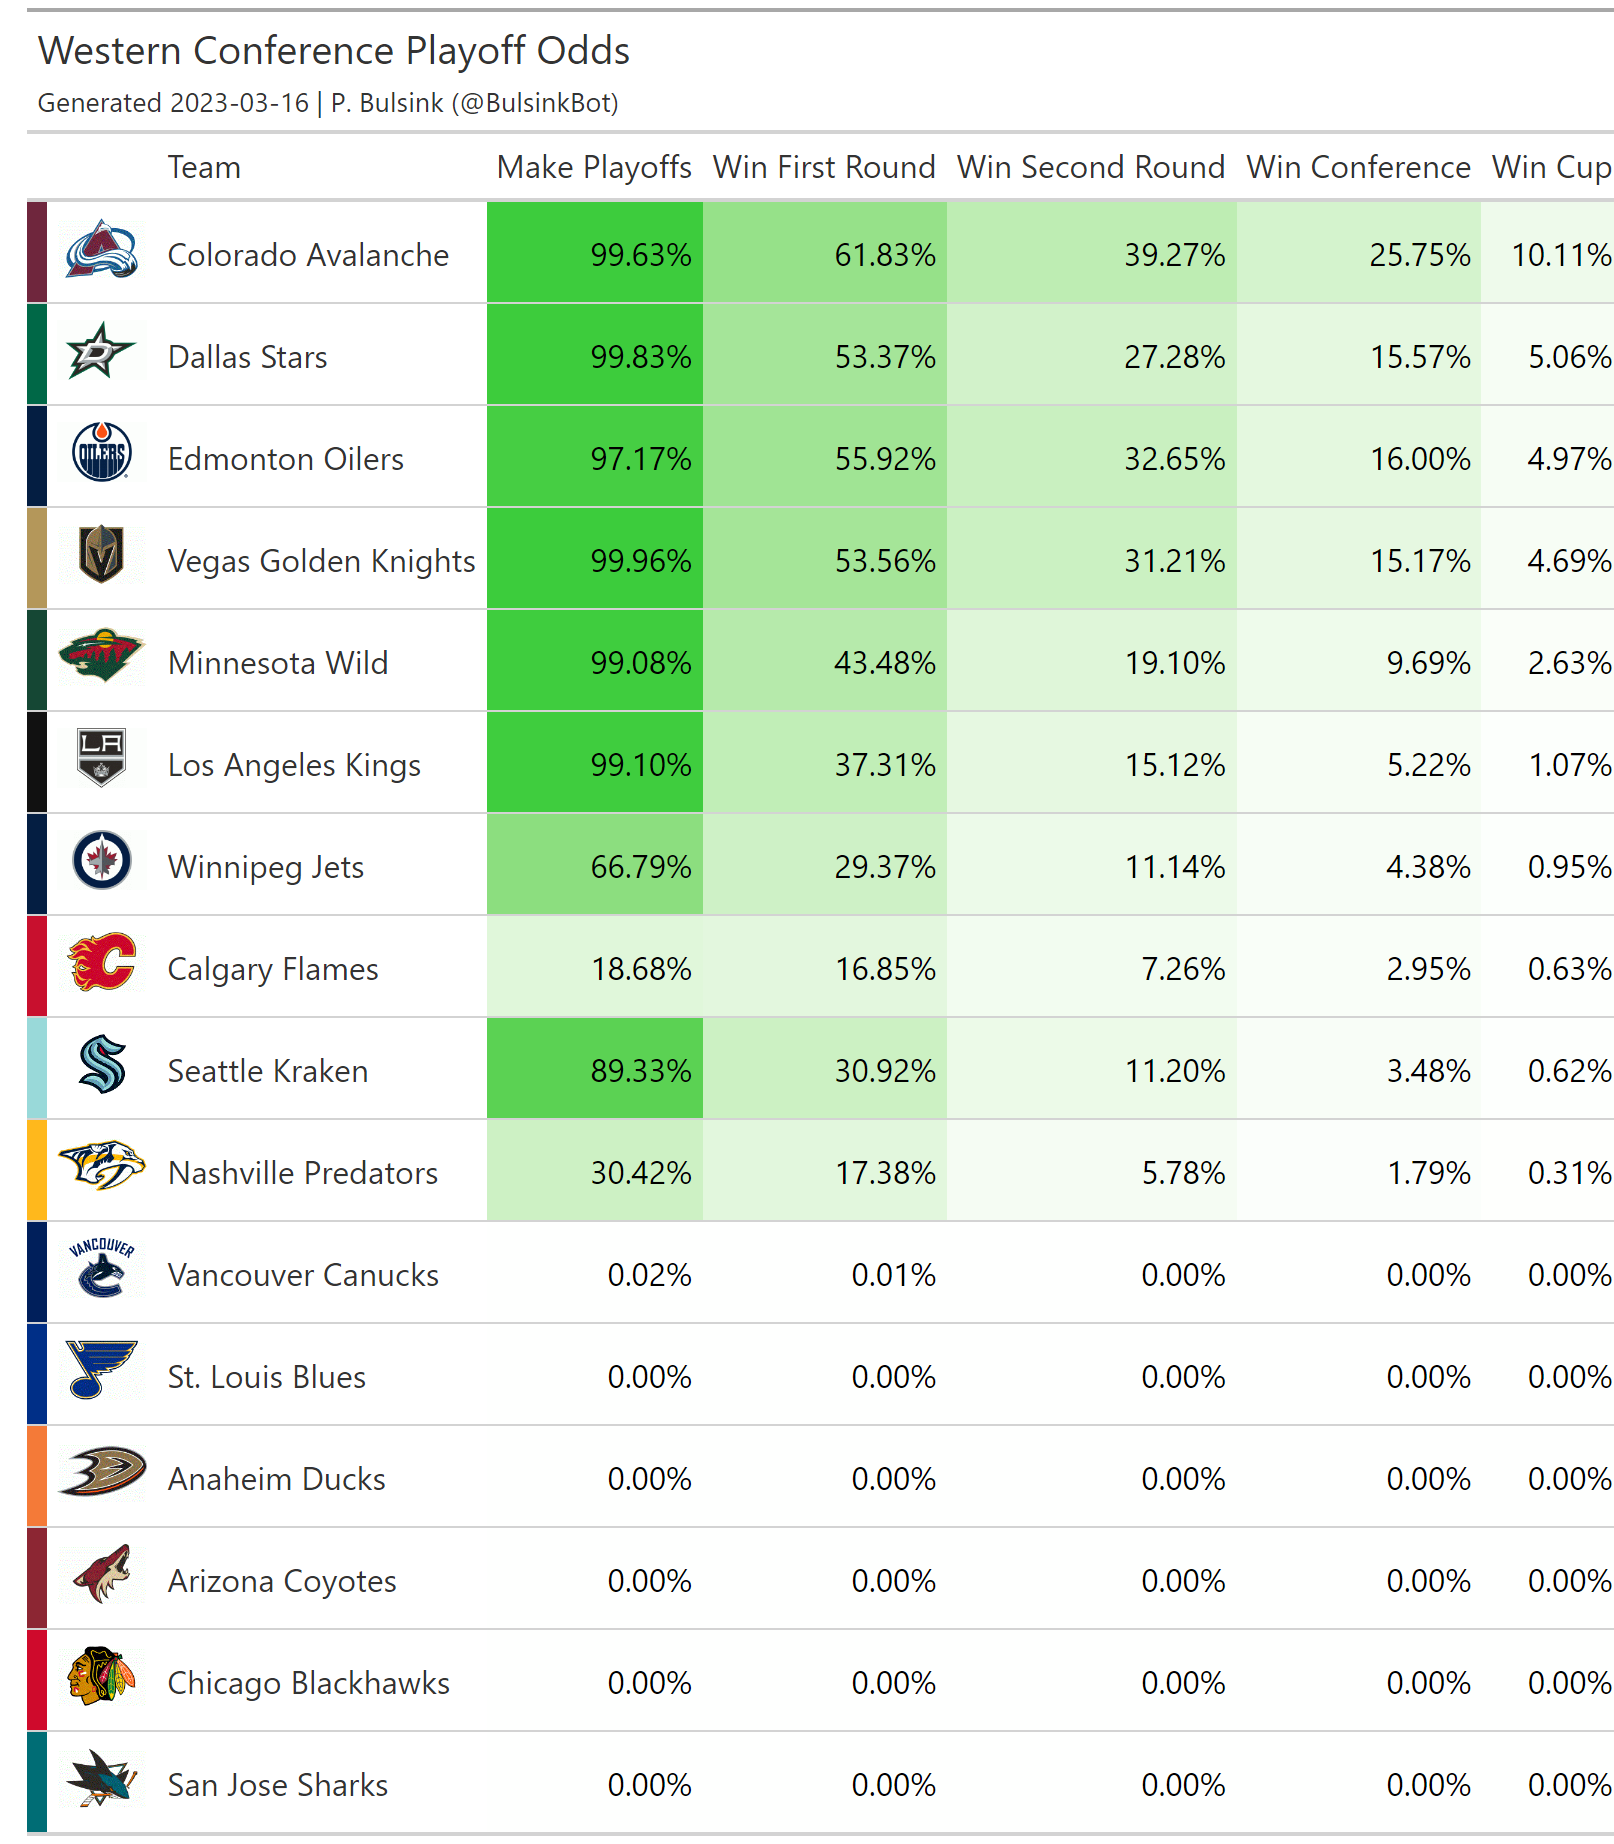 Western Conference Playoff Odds
Generated 2023-03-16 | P. Bulsink (@BulsinkBot)
Team Make Playoffs Win First Round Win Second Round Win Conference Win Cup
Colorado Avalanche 99.63% 61.83% 39.27% 25.75% 10.11%
Dallas Stars 99.83% 53.37% 27.28% 15.57% 5.06%
OILERS
Edmonton Oilers 97.17% 55.92% 32.65% 16.00% 4.97%
Vegas Golden Knights 99.96% 53.56% 31.21% 15.17% 4.69%
Minnesota Wild 99.08% 43.48% 19.10% 9.69% 2.63%
LA
Los Angeles Kings 99.10% 37.31% 15.12% 5.22% 1.07%
Winnipeg Jets 66.79% 29.37% 11.14% 4.38% 0.95%
Calgary Flames 18.68% 16.85% 7.26% 2.95% 0.63%
Seattle Kraken 89.33% 30.92% 11.20% 3.48% 0.62%
Nashville Predators 30.42% 17.38% 5.78% 1.79% 0.31%
VANCOUVER
Vancouver Canucks 0.02% 0.01% 0.00% 0.00% 0.00%
St. Louis Blues 0.00% 0.00% 0.00% 0.00% 0.00%
Anaheim Ducks 0.00% 0.00% 0.00% 0.00% 0.00%
Arizona Coyotes 0.00% 0.00% 0.00% 0.00% 0.00%
Chicago Blackhawks 0.00% 0.00% 0.00% 0.00% 0.00%
San Jose Sharks 0.00% 0.00% 0.00% 0.00% 0.00%